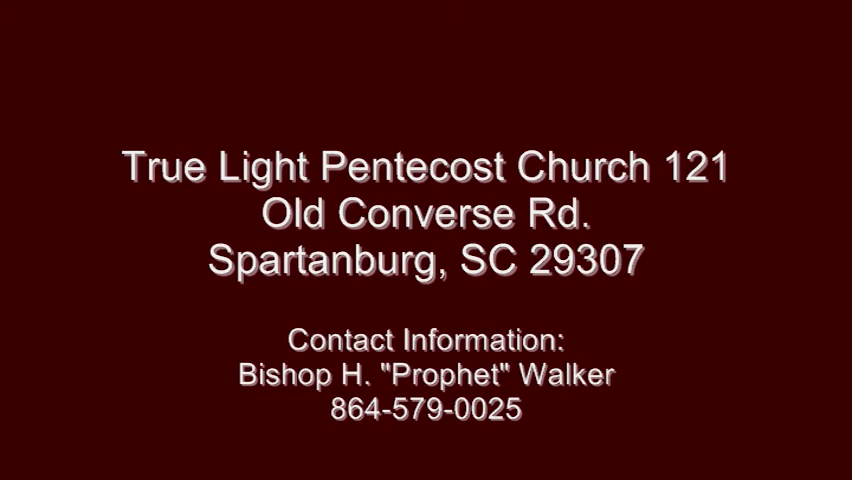 True Light Pentecost Church 121
Old Converse Rd.
Spartanburg, SC 29307
Contact Information:
Bishop H. "Prophet" Walker
864-579-0025